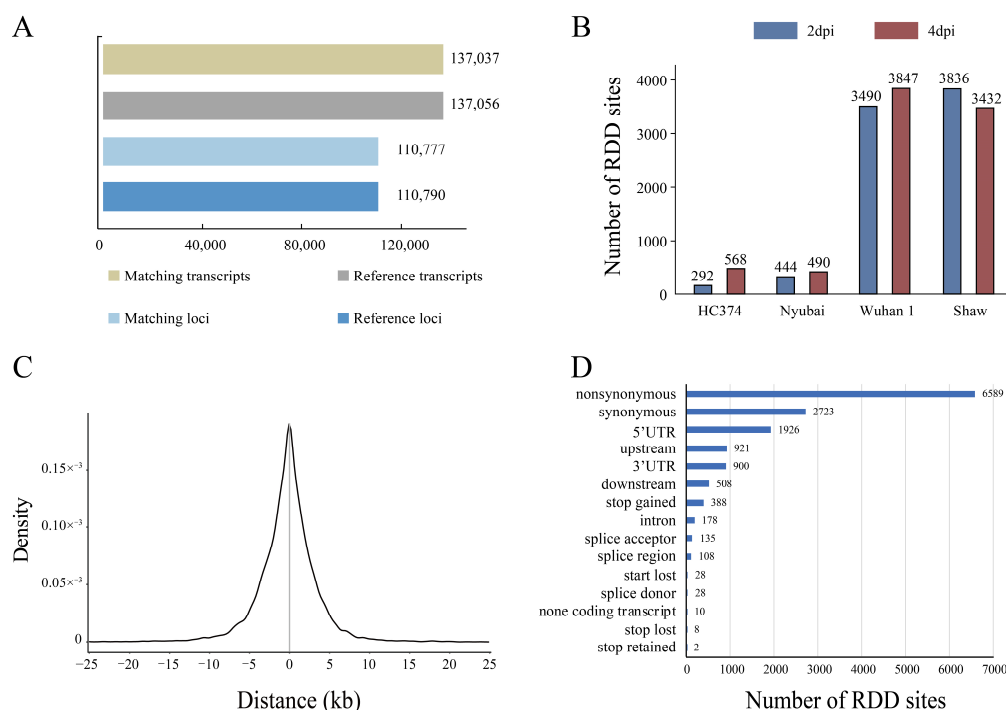 A
137,037
137,056
110,777
110,790
0 40,000 80,000 120,000
Matching transcripts Reference transcripts
Matching loci Reference loci
B
2dpi 4dpi
Number of RDD sites
4000
3000
2000
1000
0
292 568 444 490 3490 3847 3836 3432
HC374 Nyubai Wuhan 1 Shaw
C
Density
0.15×⁻³
0.10×⁻³
0.05×⁻³
0
−25 −20 −15 −10 −5 0 5 10 15 20 25
Distance (kb)
D
nonsynonymous 6589
synonymous 2723
5’UTR 1926
upstream 921
3’UTR 900
downstream 508
stop gained 388
intron 178
splice acceptor 135
splice region 108
start lost 28
splice donor 28
none coding transcript 10
stop lost 8
stop retained 2
0 1000 2000 3000 4000 5000 6000 7000
Number of RDD sites